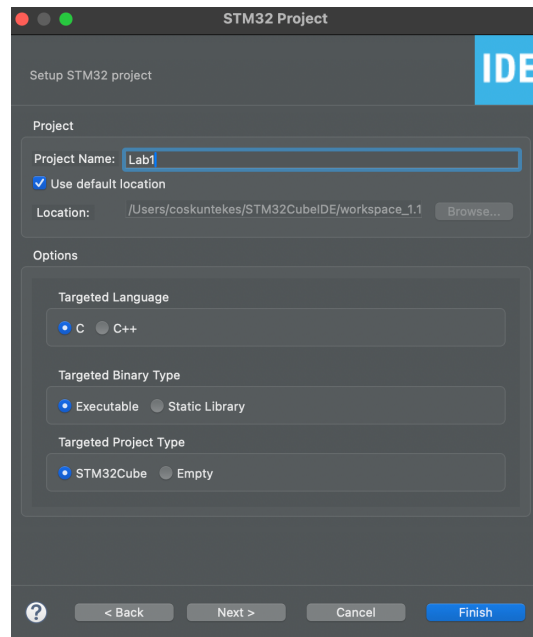 STM32 Project
Setup STM32 project
IDE
Project
Project Name: Lab1
Use default location
Location: /Users/coskuntekes/STM32CubeIDE/workspace_1.1 Browse...
Options
Targeted Language
C C++
Targeted Binary Type
Executable Static Library
Targeted Project Type
STM32Cube Empty
? < Back Next > Cancel Finish